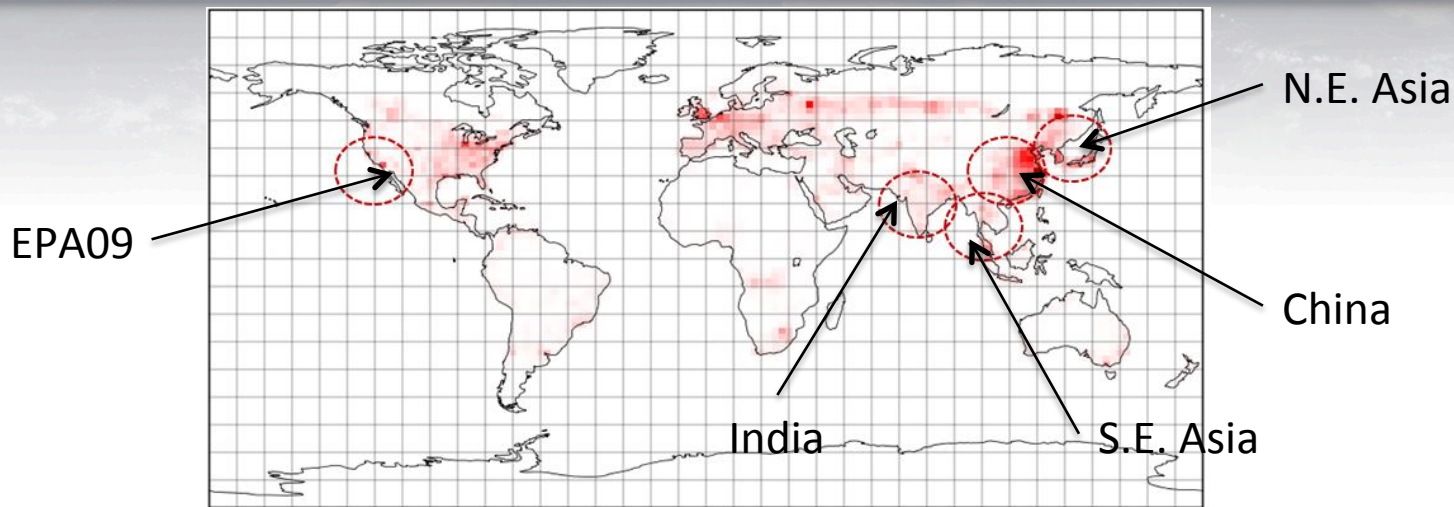 N.E. Asia
EPA09
China
India
S.E. Asia